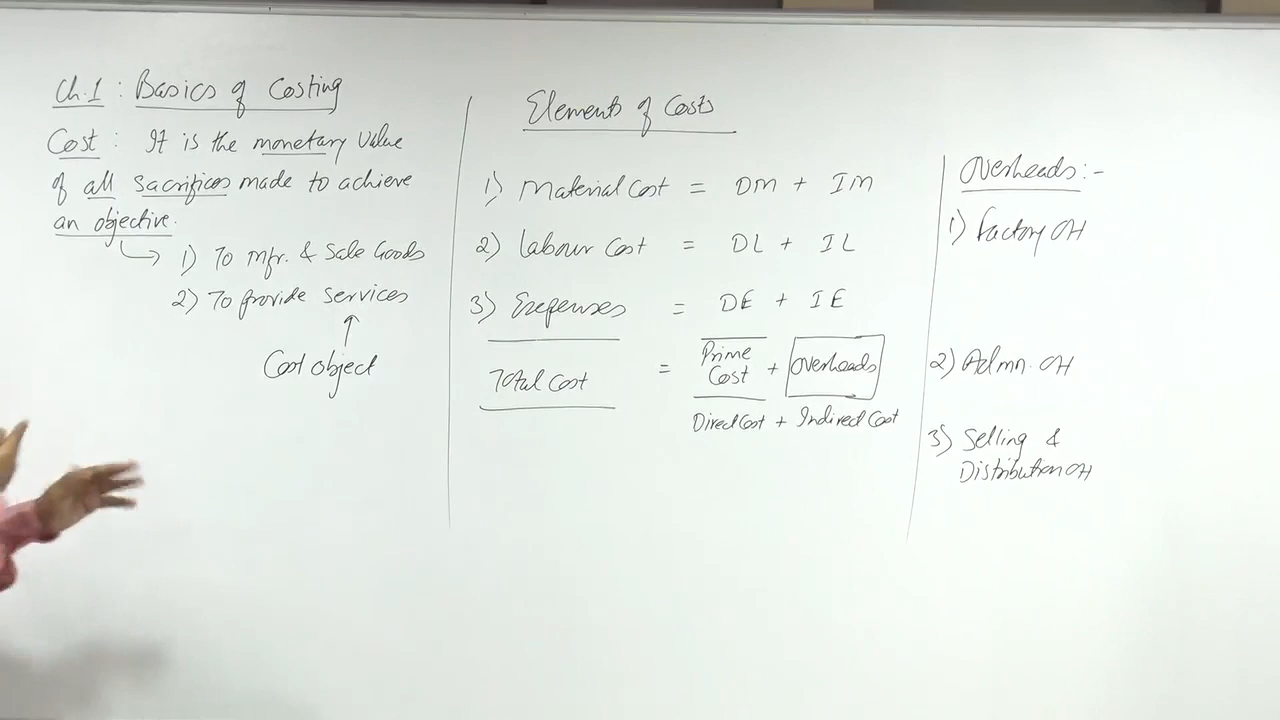 Ch.1 : Basics of Costing
Cost : It is the monetary value
of all sacrifices made to achieve
an objective.
1) To Mfr. & Sale Goods
2) To provide services
Cost object
Elements of Costs
1) Material Cost = DM + IM
2) Labour Cost = DL + IL
3) Expenses = DE + IE
Total Cost = Prime Cost + Overheads
Direct Cost + Indirect Cost
Overheads :-
1) Factory OH
2) Admn. OH
3) Selling &
Distribution OH